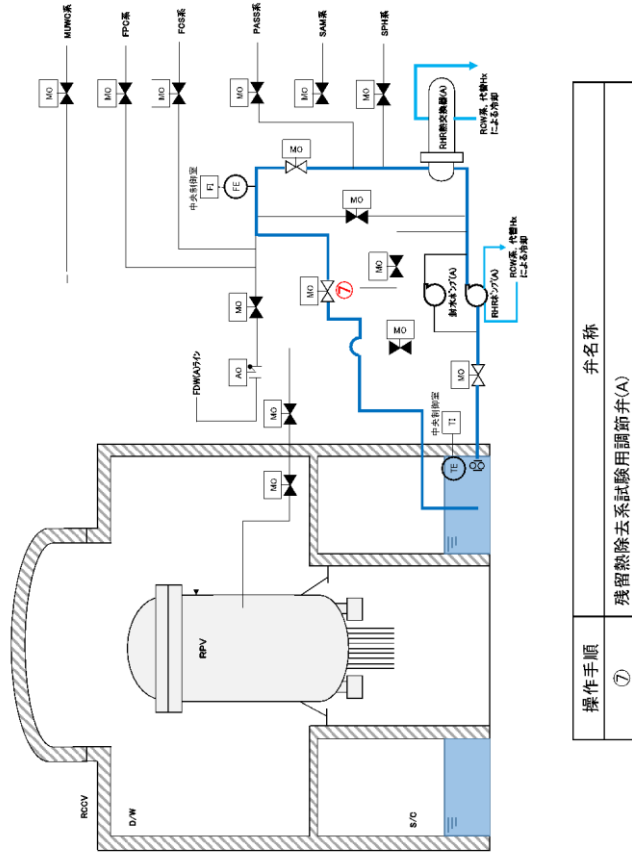 MUWC系
FPC系
FCS系
PASS系
SAM系
SPH系
MO
MO
MO
MO
MO
MO
中央制御室
FI
FE
MO
MO
RHR熱交換器(A)
RCW系、代替Hx
による冷却
FDW(A)ライン
AO
MO
MO
⑦
MO
MO
封水ポンプ(A)
RHRポンプ(A)
RCW系、代替Hx
による冷却
MO
MO
MO
中央制御室
TE
TI
RCCV
D/W
RPV
S/C
操作手順
弁名称
⑦
残留熱除去系試験用調節弁(A)